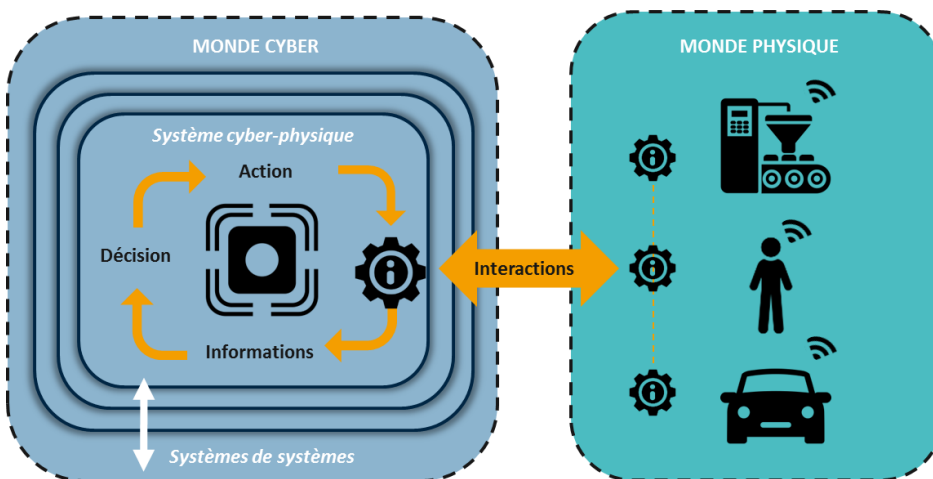 MONDE CYBER
Système cyber-physique
Action
Décision
Informations
Systèmes de systèmes
Interactions
MONDE PHYSIQUE